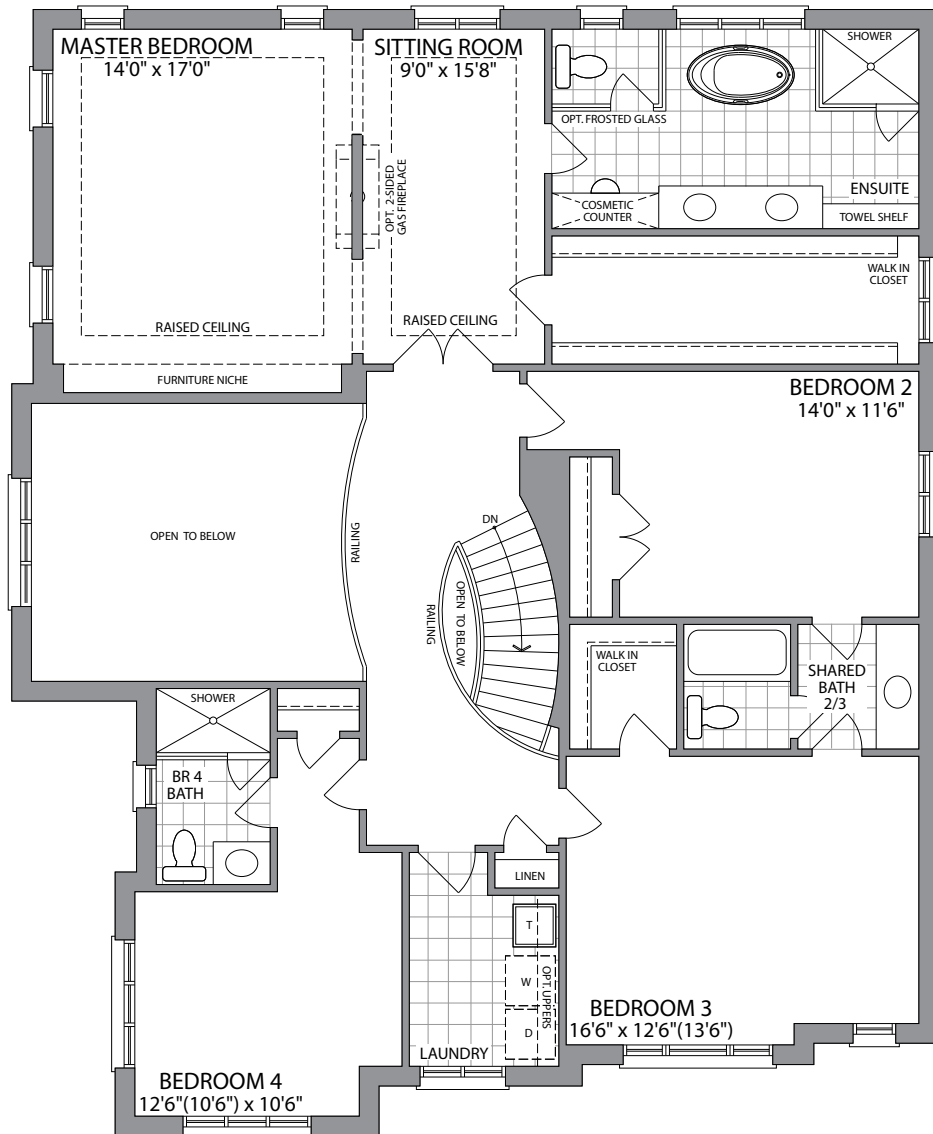 MASTER BEDROOM
14'0" x 17'0"
SITTING ROOM
9'0" x 15'8"
SHOWER
OPT. FROSTED GLASS
OPT. 2-SIDED
GAS FIREPLACE
ENSUITE
COSMETIC
COUNTER
TOWEL SHELF
WALK IN
CLOSET
RAISED CEILING
RAISED CEILING
FURNITURE NICHE
BEDROOM 2
14'0" x 11'6"
OPEN TO BELOW
RAILING
DN
OPEN TO BELOW
RAILING
WALK IN
CLOSET
SHARED
BATH
2/3
SHOWER
BR 4
BATH
LINEN
T
W
D
OPT. UPPERS
LAUNDRY
BEDROOM 3
16'6" x 12'6"(13'6")
BEDROOM 4
12'6"(10'6") x 10'6"